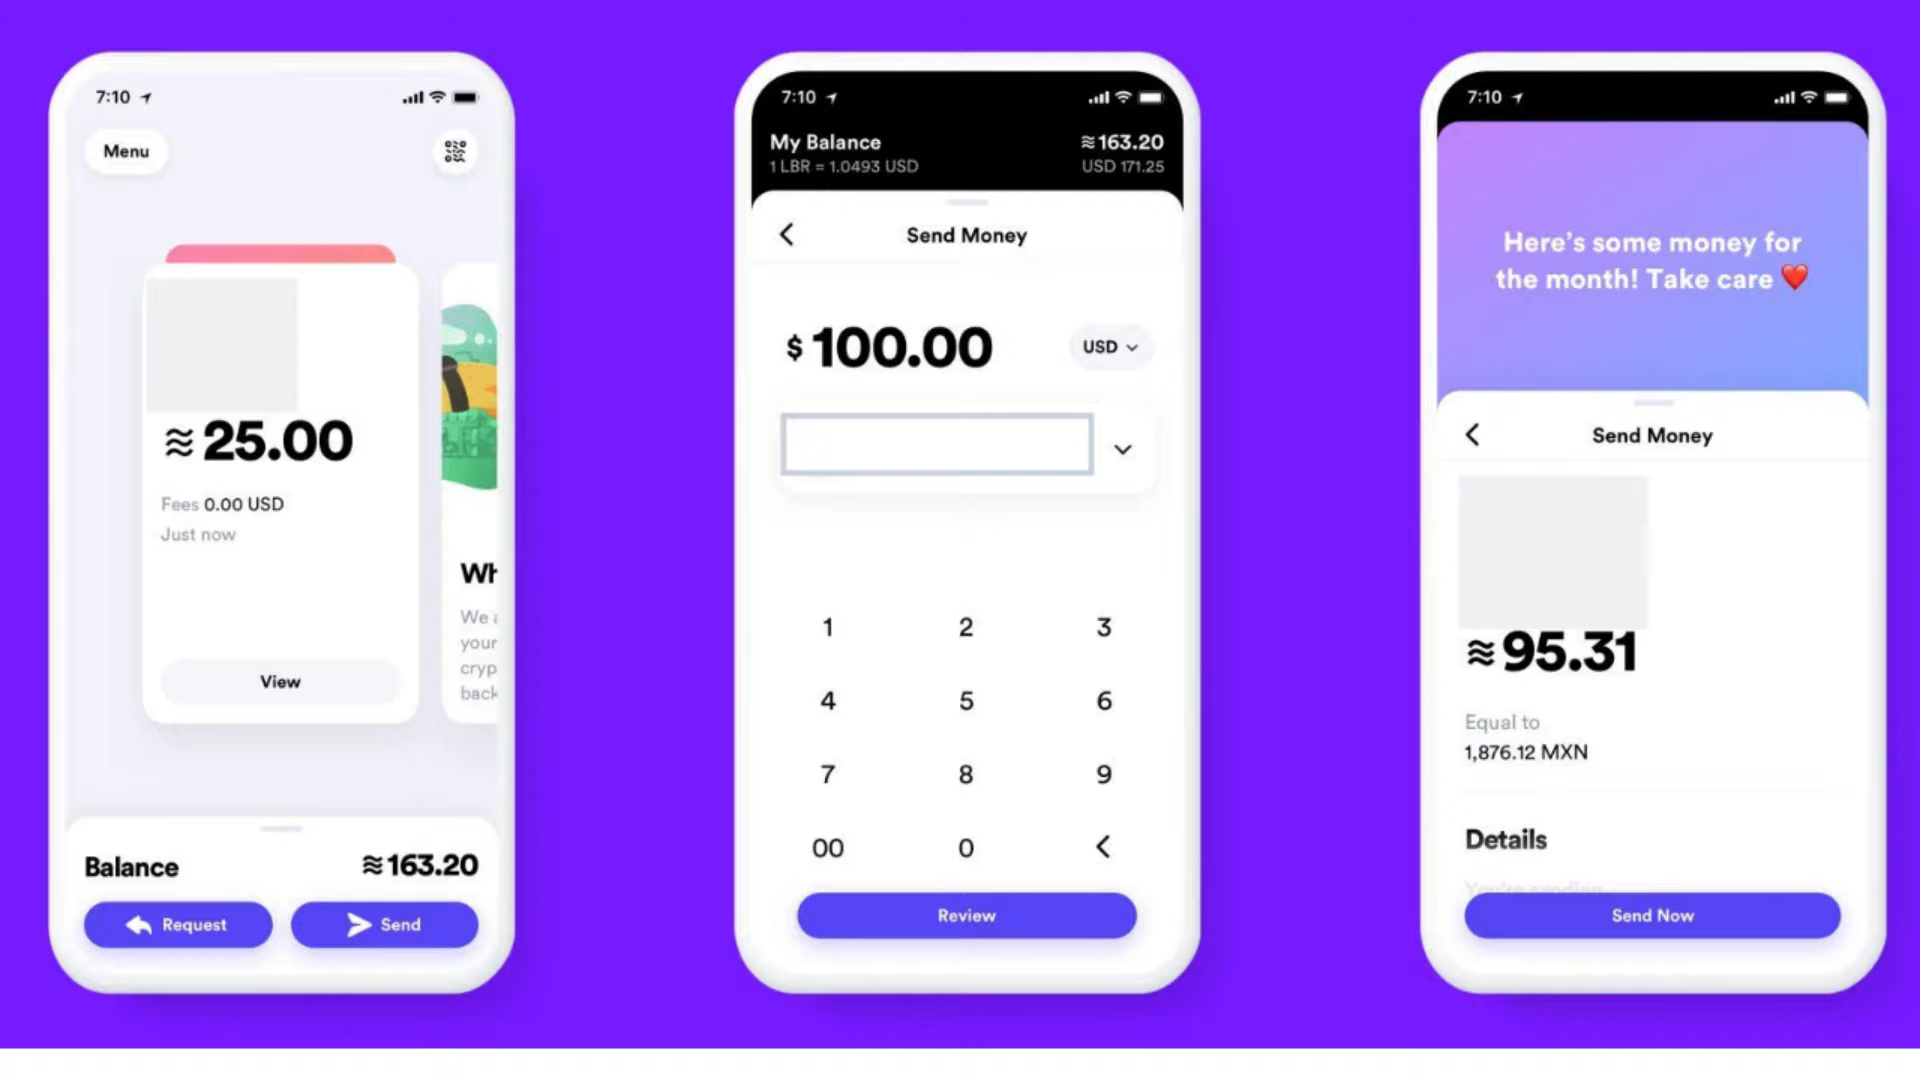 7:10
Menu
≋25.00
Fees 0.00 USD
Just now
View
Wh
We a
your
cryp
back
Balance
≋163.20
Request
Send
7:10
My Balance
≋163.20
1 LBR = 1.0493 USD
USD 171.25
Send Money
$ 100.00
USD
1 2 3
4 5 6
7 8 9
00 0
Review
7:10
Here's some money for
the month! Take care ❤️
Send Money
≋95.31
Equal to
1,876.12 MXN
Details
You're sending
Send Now